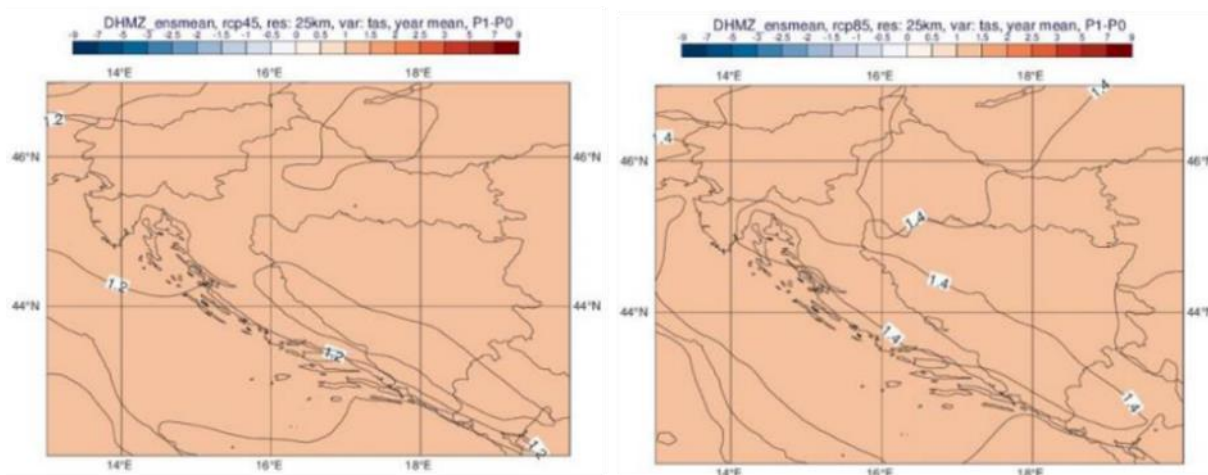 DHMZ_ensmean, rcp45, res: 25km, var: tas, year mean, P1-P0
-9 -7 -5 -3 -2.5 -2 -1.5 -1 -0.5 0 0.5 1 1.5 2 2.5 3 5 7 9
14°E 16°E 18°E
1.2
46°N 46°N
1.2
44°N 44°N
1.2
1.2
14°E 16°E 18°E
DHMZ_ensmean, rcp85, res: 25km, var: tas, year mean, P1-P0
-9 -7 -5 -3 -2.5 -2 -1.5 -1 -0.5 0 0.5 1 1.5 2 2.5 3 5 7 9
14°E 16°E 18°E
1.4
1.4
46°N 46°N
1.4
1.4
44°N 44°N
1.4
1.4
14°E 16°E 18°E